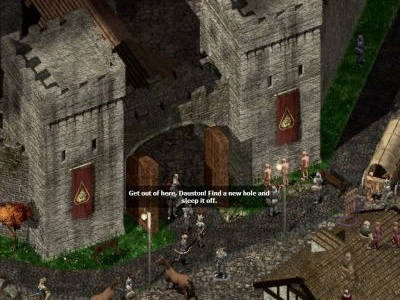 Get out of here, Dauston! Find a new hole and
sleep it off.